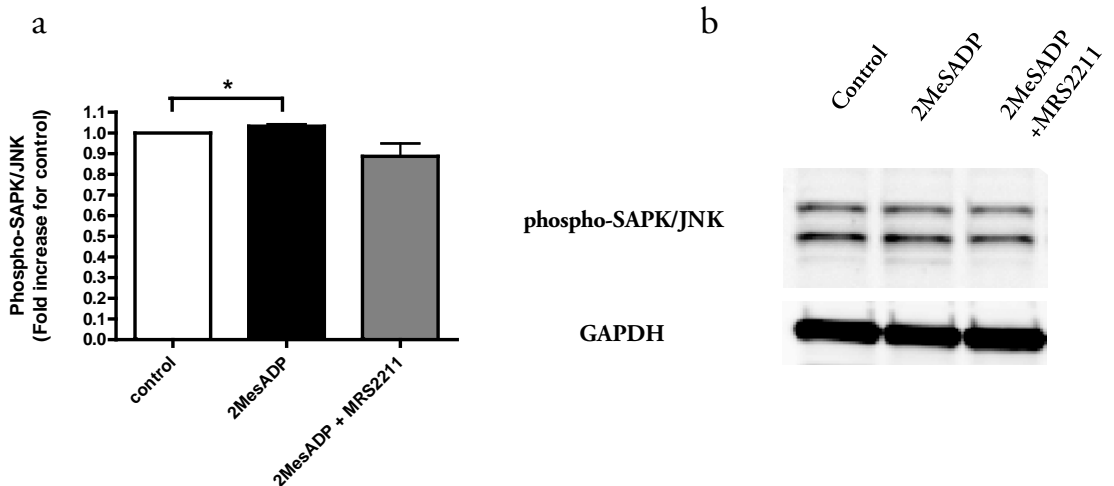 a
Phospho-SAPK/JNK
(Fold increase for control)
*
1.1
1.0
0.9
0.8
0.7
0.6
0.5
0.4
0.3
0.2
0.1
0.0
control
2MesADP
2MesADP + MRS2211
b
Control
2MeSADP
2MeSADP
+MRS2211
phospho-SAPK/JNK
GAPDH